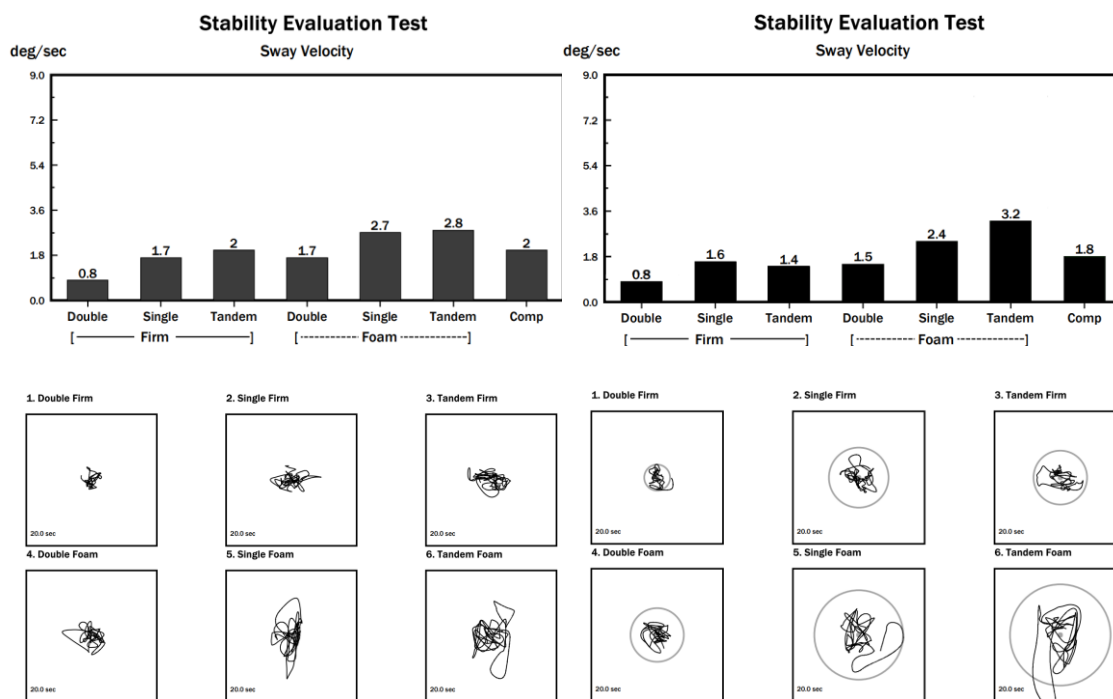 Stability Evaluation Test
deg/sec
Sway Velocity
9.0
7.2
5.4
3.6
1.8
0.0
0.8
1.7
2
1.7
2.7
2.8
2
Double
Single
Tandem
Double
Single
Tandem
Comp
[ Firm ]
[ Foam ]
Stability Evaluation Test
deg/sec
Sway Velocity
9.0
7.2
5.4
3.6
1.8
0.0
0.8
1.6
1.4
1.5
2.4
3.2
1.8
Double
Single
Tandem
Double
Single
Tandem
Comp
[ Firm ]
[ Foam ]
1. Double Firm
2. Single Firm
3. Tandem Firm
20.0 sec
20.0 sec
20.0 sec
4. Double Foam
5. Single Foam
6. Tandem Foam
20.0 sec
20.0 sec
20.0 sec
1. Double Firm
2. Single Firm
3. Tandem Firm
20.0 sec
20.0 sec
20.0 sec
4. Double Foam
5. Single Foam
6. Tandem Foam
20.0 sec
20.0 sec
20.0 sec